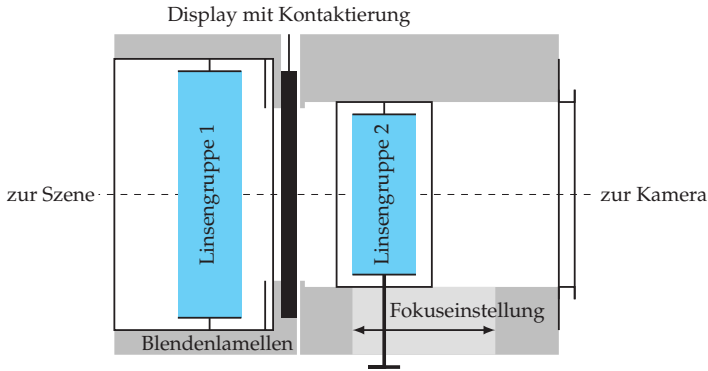 Display mit Kontaktierung
Linsengruppe 1
Linsengruppe 2
zur Szene
zur Kamera
Fokuseinstellung
Blendenlamellen